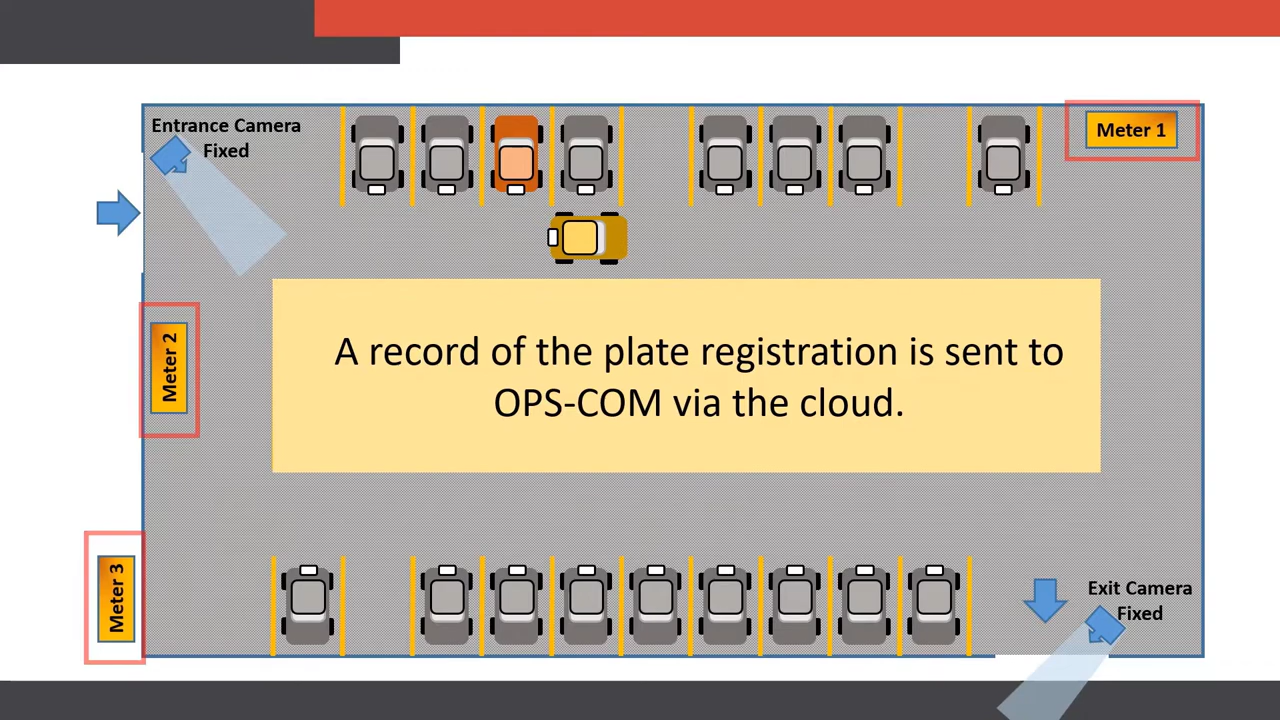 Entrance Camera
Fixed
Meter 1
A record of the plate registration is sent to
OPS-COM via the cloud.
Meter 2
Meter 3
Exit Camera
Fixed